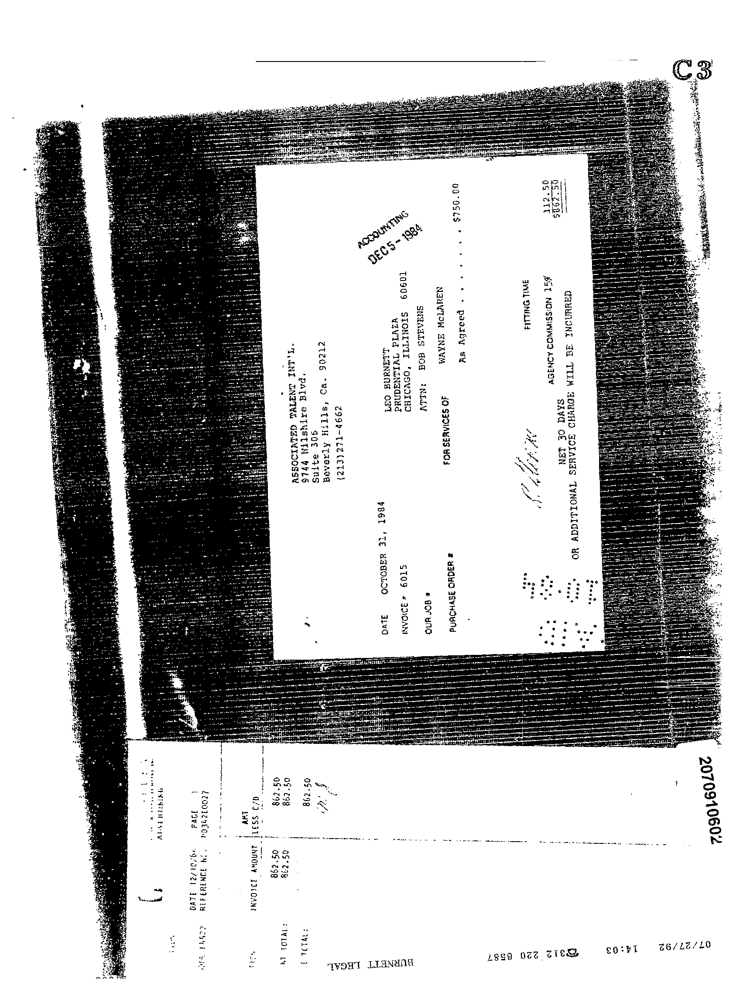 C3
ASSOCIATED TALENT INT'L.
9744 Wilshire Blvd.
Suite 306
Beverly Hills, Ca. 90212
(213)271-4662
ACCOUNTING
DEC 5 - 1984
DATE OCTOBER 31, 1984
LEO BURNETT
PRUDENTIAL PLAZA
CHICAGO, ILLINOIS 60601
INVOICE # 6015
ATTN: BOB STEVENS
OUR JOB #
FOR SERVICES OF WAYNE McLAREN
PURCHASE ORDER #
As Agreed . . . . . . . $750.00
FITTING TIME
AGENCY COMMISSION 15% 112.50
$862.50
NET 30 DAYS
OR ADDITIONAL SERVICE CHARGE WILL BE INCURRED
ADVERTISING
DATE 12/10/84 PAGE 1
REFERENCE NO. P034210027
INVOICE AMOUNT
AMT
LESS C/D
862.50 862.50
TOTAL: 862.50 862.50
TOTAL: 862.50
2070910602
07/27/92 14:03 312 220 6587 BURNETT LEGAL